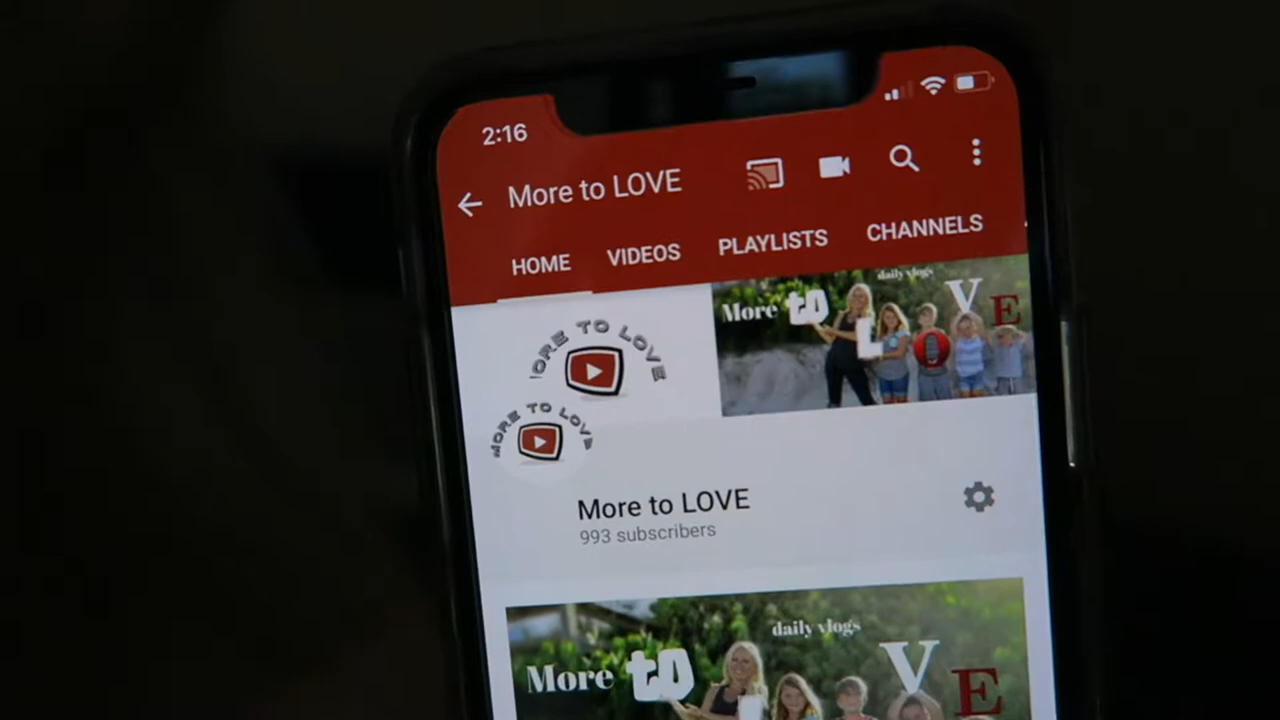 2:16
More to LOVE
HOME VIDEOS PLAYLISTS CHANNELS
daily vlogs
More to L O V E
MORE TO LOVE
MORE TO LOVE
More to LOVE
993 subscribers
daily vlogs
More to V E